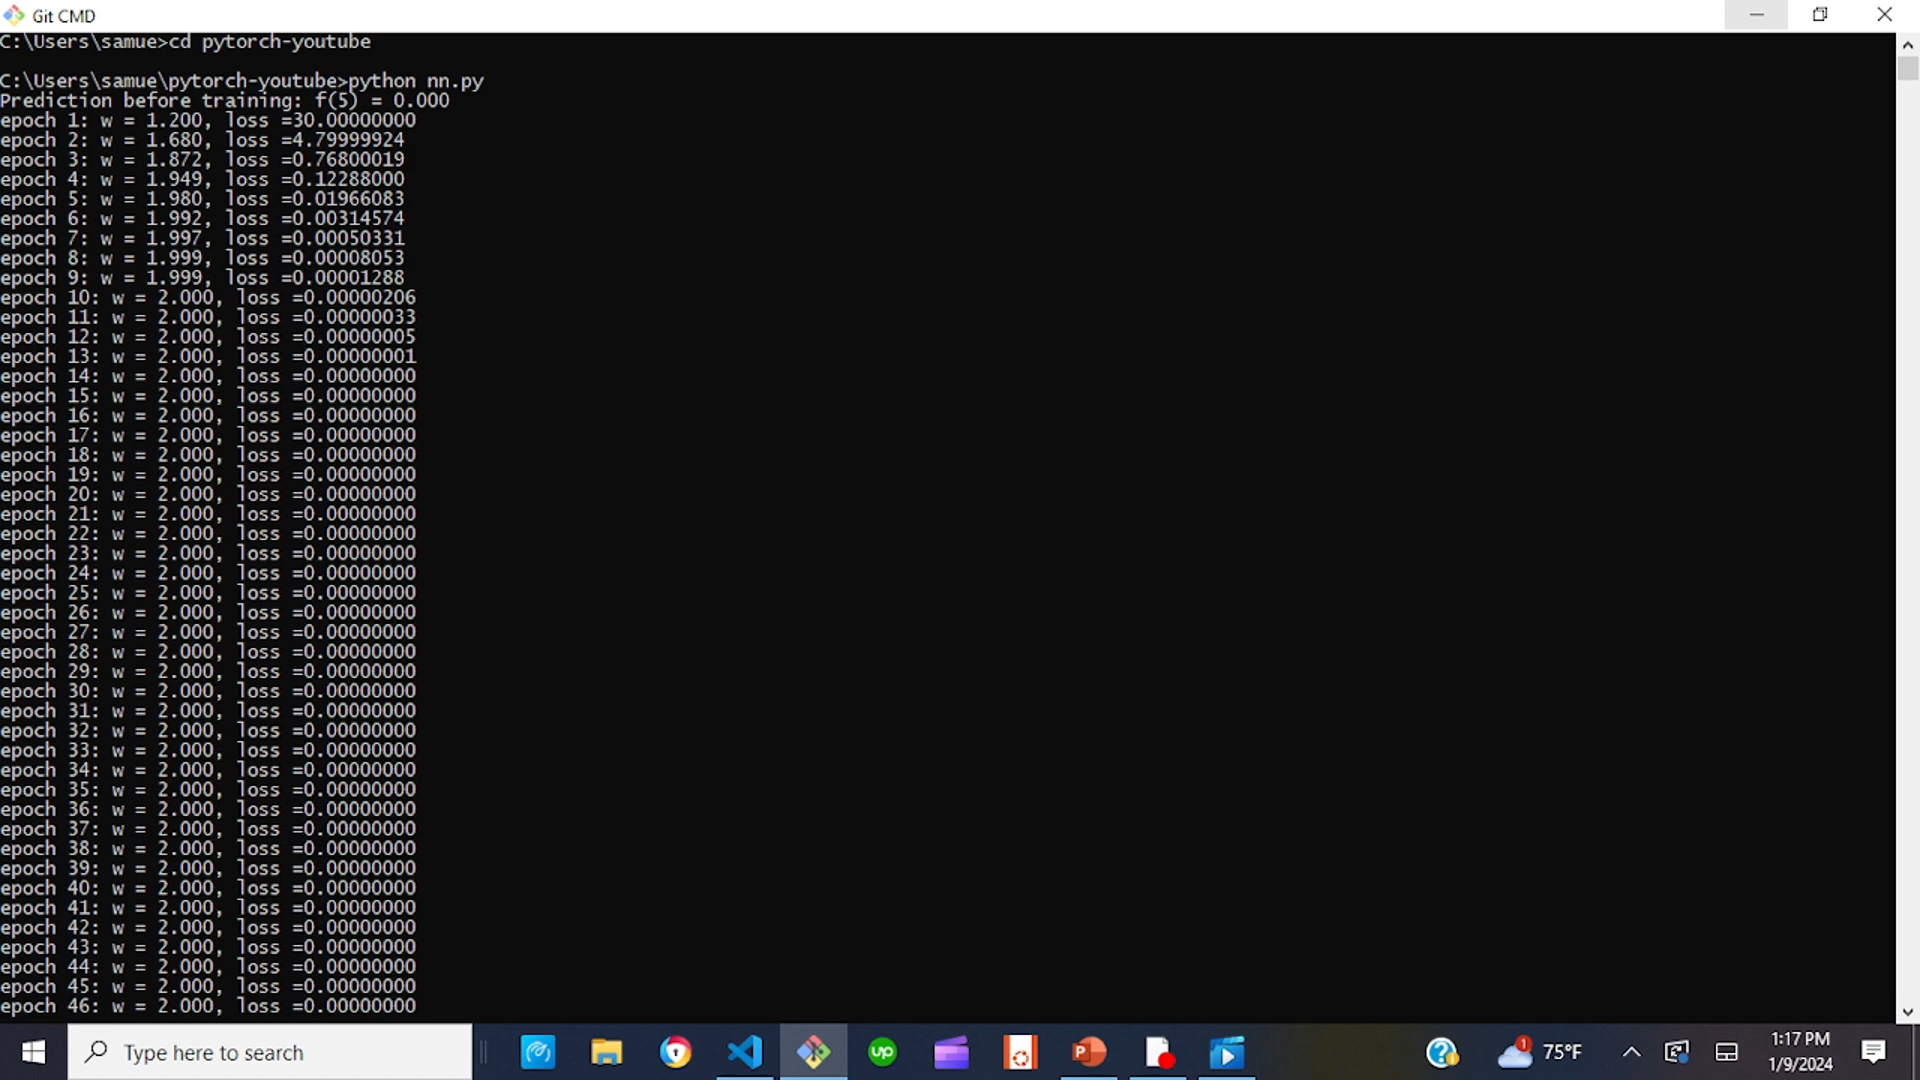 Git CMD
C:\Users\samue>cd pytorch-youtube
C:\Users\samue\pytorch-youtube>python nn.py
Prediction before training: f(5) = 0.000
epoch 1: w = 1.200, loss =30.00000000
epoch 2: w = 1.680, loss =4.79999924
epoch 3: w = 1.872, loss =0.76800019
epoch 4: w = 1.949, loss =0.12288000
epoch 5: w = 1.980, loss =0.01966083
epoch 6: w = 1.992, loss =0.00314574
epoch 7: w = 1.997, loss =0.00050331
epoch 8: w = 1.999, loss =0.00008053
epoch 9: w = 1.999, loss =0.00001288
epoch 10: w = 2.000, loss =0.00000206
epoch 11: w = 2.000, loss =0.00000033
epoch 12: w = 2.000, loss =0.00000005
epoch 13: w = 2.000, loss =0.00000001
epoch 14: w = 2.000, loss =0.00000000
epoch 15: w = 2.000, loss =0.00000000
epoch 16: w = 2.000, loss =0.00000000
epoch 17: w = 2.000, loss =0.00000000
epoch 18: w = 2.000, loss =0.00000000
epoch 19: w = 2.000, loss =0.00000000
epoch 20: w = 2.000, loss =0.00000000
epoch 21: w = 2.000, loss =0.00000000
epoch 22: w = 2.000, loss =0.00000000
epoch 23: w = 2.000, loss =0.00000000
epoch 24: w = 2.000, loss =0.00000000
epoch 25: w = 2.000, loss =0.00000000
epoch 26: w = 2.000, loss =0.00000000
epoch 27: w = 2.000, loss =0.00000000
epoch 28: w = 2.000, loss =0.00000000
epoch 29: w = 2.000, loss =0.00000000
epoch 30: w = 2.000, loss =0.00000000
epoch 31: w = 2.000, loss =0.00000000
epoch 32: w = 2.000, loss =0.00000000
epoch 33: w = 2.000, loss =0.00000000
epoch 34: w = 2.000, loss =0.00000000
epoch 35: w = 2.000, loss =0.00000000
epoch 36: w = 2.000, loss =0.00000000
epoch 37: w = 2.000, loss =0.00000000
epoch 38: w = 2.000, loss =0.00000000
epoch 39: w = 2.000, loss =0.00000000
epoch 40: w = 2.000, loss =0.00000000
epoch 41: w = 2.000, loss =0.00000000
epoch 42: w = 2.000, loss =0.00000000
epoch 43: w = 2.000, loss =0.00000000
epoch 44: w = 2.000, loss =0.00000000
epoch 45: w = 2.000, loss =0.00000000
epoch 46: w = 2.000, loss =0.00000000
Type here to search
up
P
1
75°F
1:17 PM
1/9/2024